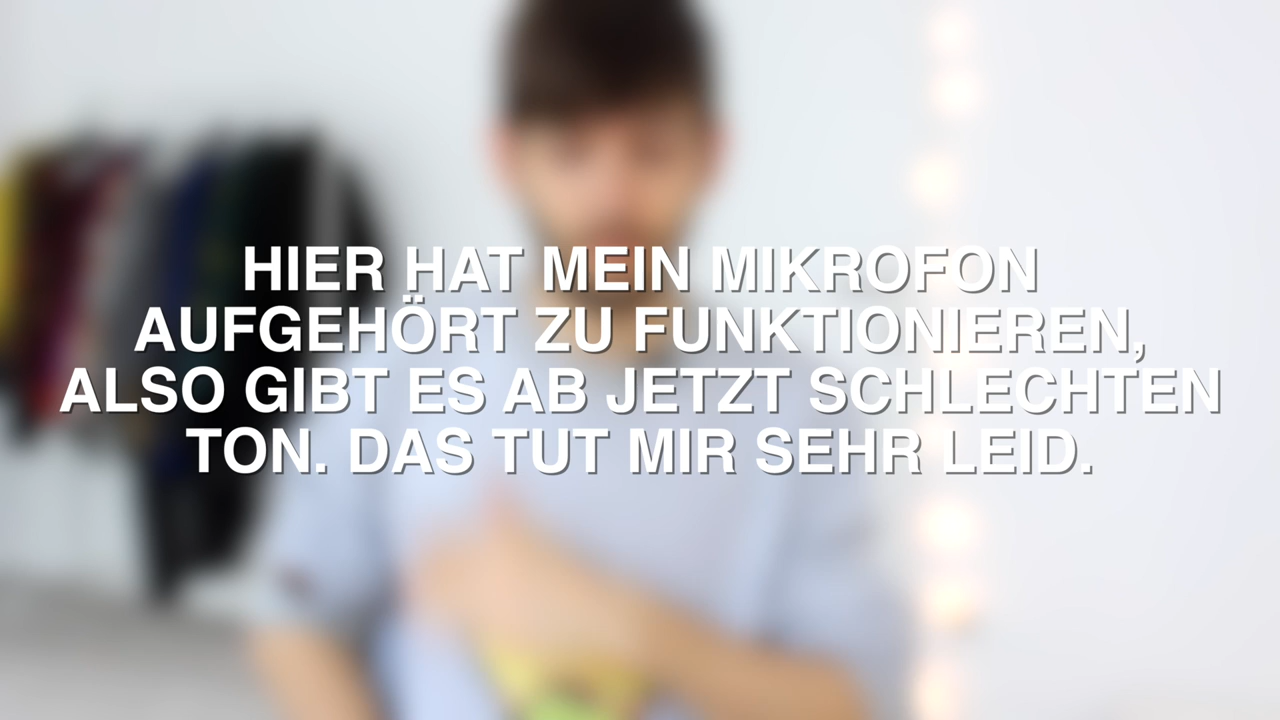 HIER HAT MEIN MIKROFON
AUFGEHÖRT ZU FUNKTIONIEREN,
ALSO GIBT ES AB JETZT SCHLECHTEN
TON. DAS TUT MIR SEHR LEID.